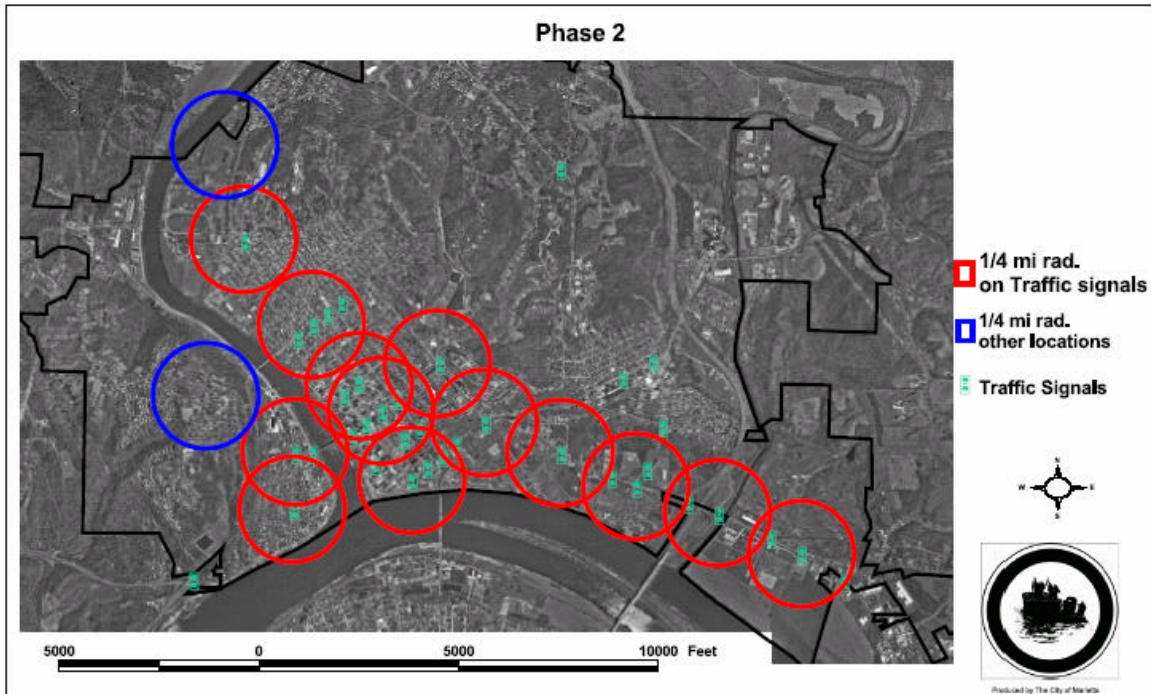 Phase 2
1/4 mi rad.
on Traffic signals
1/4 mi rad.
other locations
Traffic Signals
N
W E
S
5000 0 5000 10000 Feet
Produced by The City of Marietta